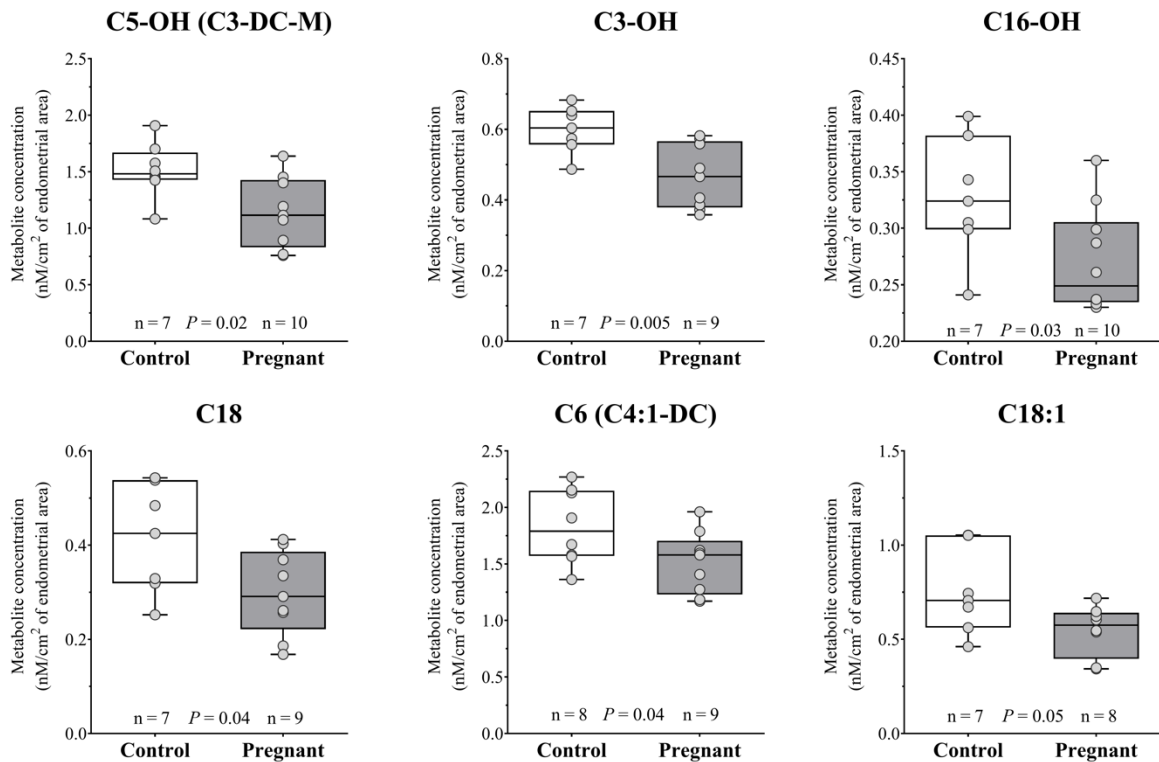 C5-OH (C3-DC-M)
Metabolite concentration
(nM/cm² of endometrial area)
2.5
2.0
1.5
1.0
0.5
0.0
n = 7 P = 0.02 n = 10
Control Pregnant
C3-OH
Metabolite concentration
(nM/cm² of endometrial area)
0.8
0.6
0.4
0.2
0.0
n = 7 P = 0.005 n = 9
Control Pregnant
C16-OH
Metabolite concentration
(nM/cm² of endometrial area)
0.45
0.40
0.35
0.30
0.25
0.20
n = 7 P = 0.03 n = 10
Control Pregnant
C18
Metabolite concentration
(nM/cm² of endometrial area)
0.6
0.4
0.2
0.0
n = 7 P = 0.04 n = 9
Control Pregnant
C6 (C4:1-DC)
Metabolite concentration
(nM/cm² of endometrial area)
2.5
2.0
1.5
1.0
0.5
0.0
n = 8 P = 0.04 n = 9
Control Pregnant
C18:1
Metabolite concentration
(nM/cm² of endometrial area)
1.5
1.0
0.5
0.0
n = 7 P = 0.05 n = 8
Control Pregnant